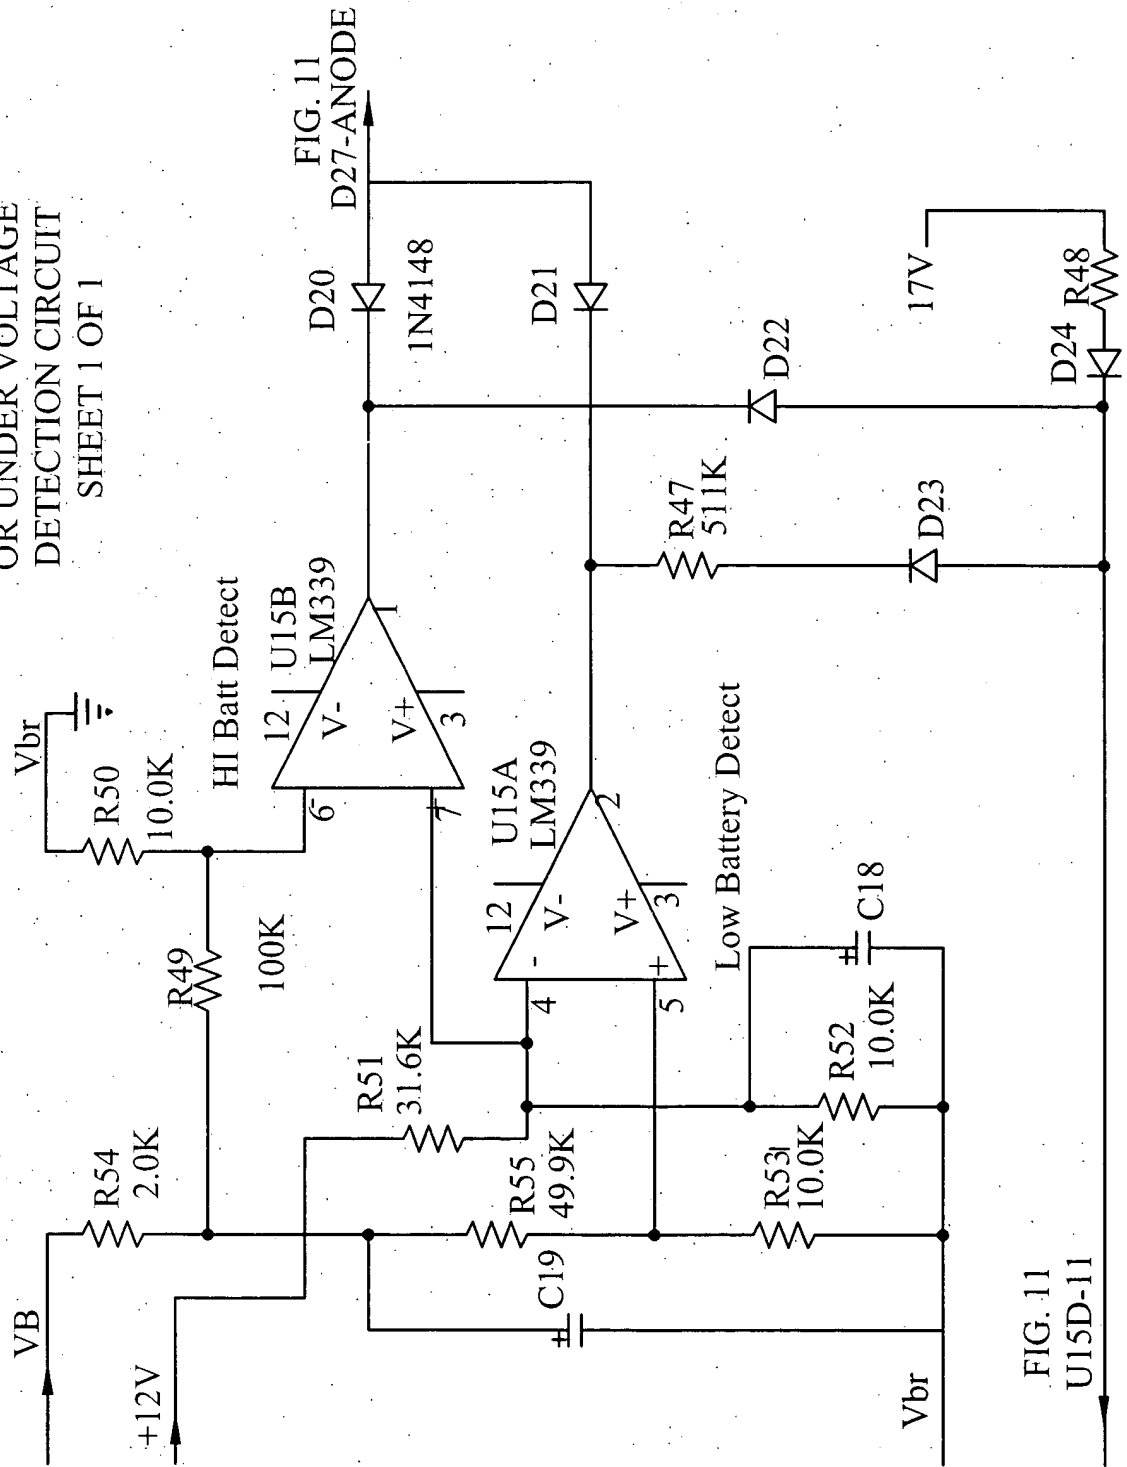 OR UNDER VOLTAGE
DETECTION CIRCUIT
SHEET 1 OF 1
FIG. 11
D27-ANODE
D20
1N4148
D21
D22
17V
R48
D24
D23
R47
511K
HI Batt Detect
U15B
LM339
12
V-
V+
3
6
7
1
Vbr
R50
10.0K
R49
100K
U15A
LM339
12
V-
V+
3
-
+
4
5
2
Low Battery Detect
C18
R52
10.0K
R51
31.6K
R54
2.0K
R55
49.9K
R53
10.0K
C19
VB
+12V
Vbr
FIG. 11
U15D-11